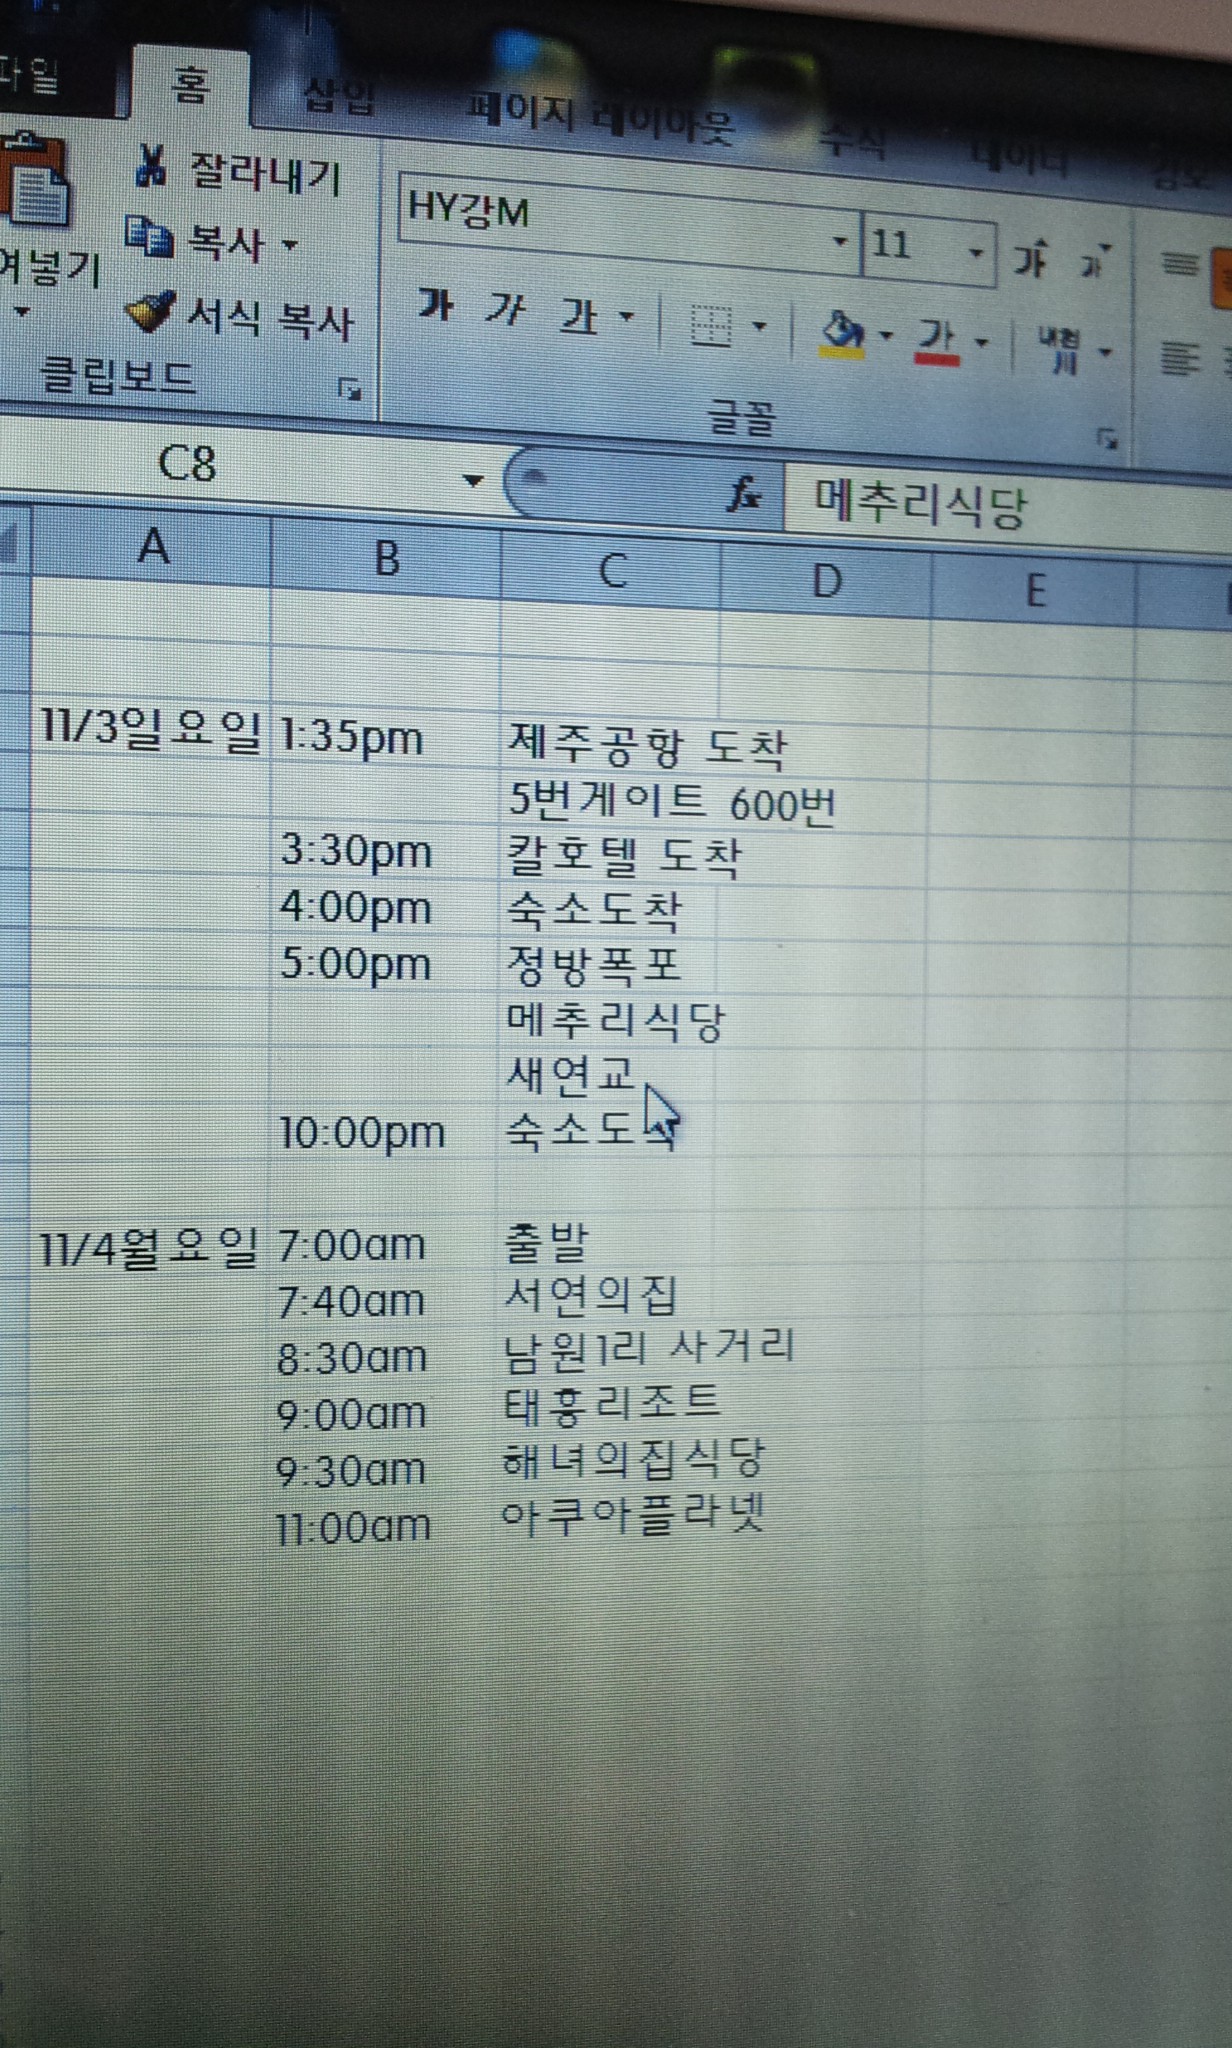 파일 홈 삽입 페이지 레이아웃 수식 데이터
잘라내기 HY강M 11 가 가
복사
여넣기 가 가 가 가 내천
서식 복사
클립보드 글꼴
C8 fx 메추리식당
A B C D E
11/3일요일 1:35pm 제주공항 도착
5번게이트 600번
3:30pm 칼호텔 도착
4:00pm 숙소도착
5:00pm 정방폭포
메추리식당
새연교
10:00pm 숙소도착
11/4월요일 7:00am 출발
7:40am 서연의집
8:30am 남원1리 사거리
9:00am 태흥리조트
9:30am 해녀의집식당
11:00am 아쿠아플라넷